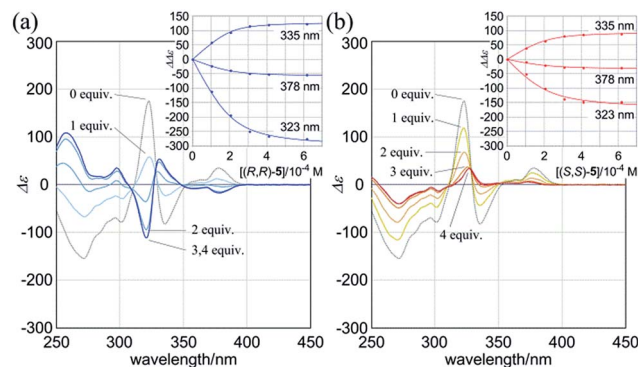 (a)
300
200
100
0
-100
-200
-300
Δε
250 300 350 400 450
wavelength/nm
0 equiv.
1 equiv.
2 equiv.
3,4 equiv.
150
100
50
0
-50
-100
-150
-200
-250
-300
ΔΔε
335 nm
378 nm
323 nm
0 2 4 6
[(R,R)-5]/10⁻⁴ M
(b)
300
200
100
0
-100
-200
-300
Δε
250 300 350 400 450
wavelength/nm
0 equiv.
1 equiv.
2 equiv.
3 equiv.
4 equiv.
150
100
50
0
-50
-100
-150
-200
-250
-300
ΔΔε
335 nm
378 nm
323 nm
0 2 4 6
[(S,S)-5]/10⁻⁴ M